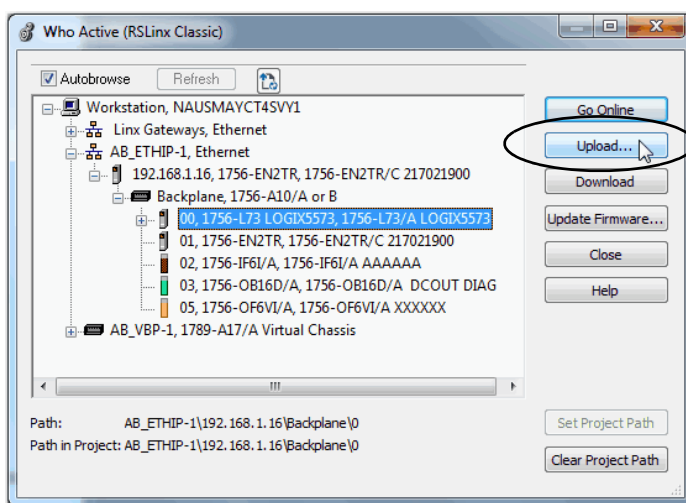 Who Active (RSLinx Classic)
Autobrowse
Refresh
Workstation, NAUSMAYCT4SVY1
Linx Gateways, Ethernet
AB_ETHIP-1, Ethernet
192.168.1.16, 1756-EN2TR, 1756-EN2TR/C 217021900
Backplane, 1756-A10/A or B
00, 1756-L73 LOGIX5573, 1756-L73/A LOGIX5573
01, 1756-EN2TR, 1756-EN2TR/C 217021900
02, 1756-IF6I/A, 1756-IF6I/A AAAAAA
03, 1756-OB16D/A, 1756-OB16D/A DCOUT DIAG
05, 1756-OF6VI/A, 1756-OF6VI/A XXXXXX
AB_VBP-1, 1789-A17/A Virtual Chassis
Go Online
Upload...
Download
Update Firmware...
Close
Help
Path: AB_ETHIP-1\192.168.1.16\Backplane\0
Path in Project: AB_ETHIP-1\192.168.1.16\Backplane\0
Set Project Path
Clear Project Path